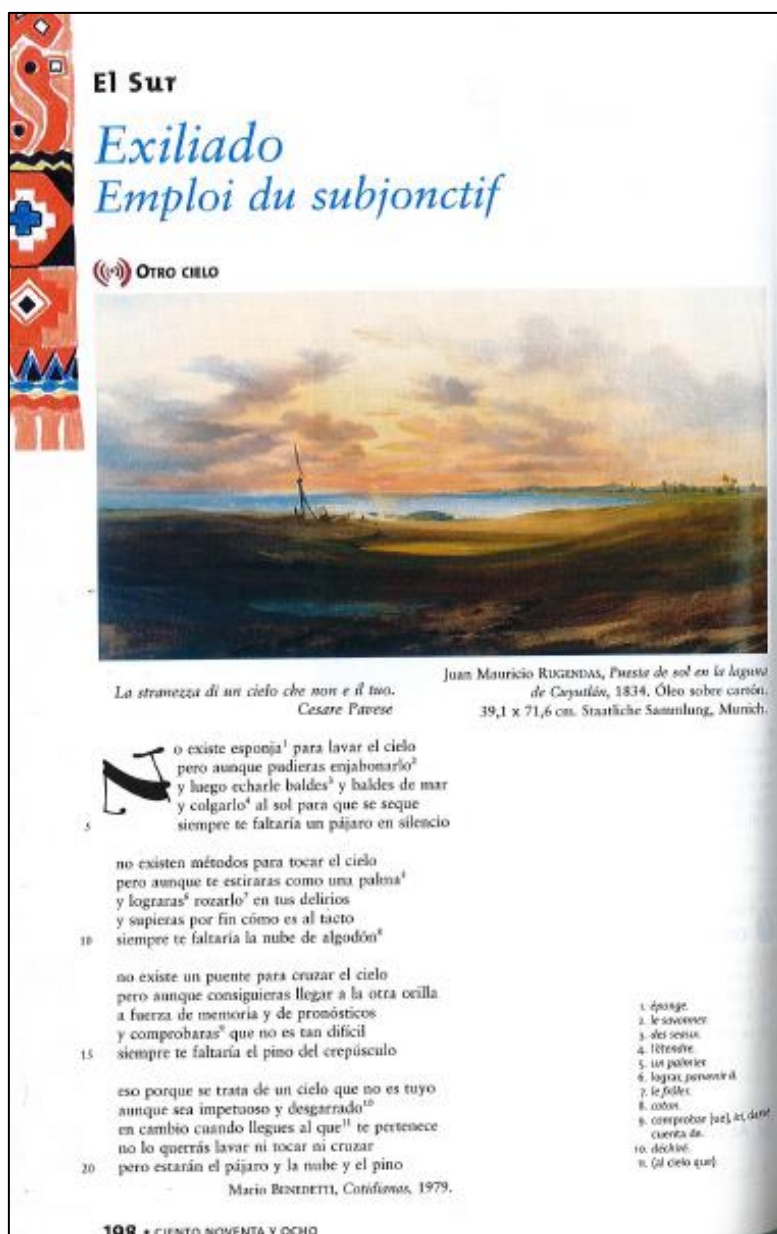 El Sur
Exiliado
Emploi du subjonctif
OTRO CIELO
La stranezza di un cielo che non e il tuo.
Cesare Pavese
Juan Mauricio RUGENDAS, Puesta de sol en la laguna
de Cuyutlán, 1834. Óleo sobre cartón.
39,1 x 71,6 cm. Staatliche Sammlung, Munich.
No existe esponja¹ para lavar el cielo
pero aunque pudieras enjabonarlo²
y luego echarle baldes³ y baldes de mar
y colgarlo⁴ al sol para que se seque
5 siempre te faltaría un pájaro en silencio
no existen métodos para tocar el cielo
pero aunque te estiraras como una palma⁵
y lograras⁶ rozarlo⁷ en tus delirios
y supieras por fin cómo es al tacto
10 siempre te faltaría la nube de algodón⁸
no existe un puente para cruzar el cielo
pero aunque consiguieras llegar a la otra orilla
a fuerza de memoria y de pronósticos
y comprobaras⁹ que no es tan difícil
15 siempre te faltaría el pino del crepúsculo
eso porque se trata de un cielo que no es tuyo
aunque sea impetuoso y desgarrado¹⁰
en cambio cuando llegues al que¹¹ te pertenece
no lo querrás lavar ni tocar ni cruzar
20 pero estarán el pájaro y la nube y el pino
Mario BENEDETTI, Cotidianas, 1979.
1. éponge.
2. le savonner.
3. des seaux.
4. l'étendre.
5. un palmier.
6. lograr, parvenir à.
7. le frôler.
8. coton.
9. comprobar (ue), ici,
cuenta de.
10. déchiré.
11. (al cielo que).
198 • CIENTO NOVENTA Y OCHO